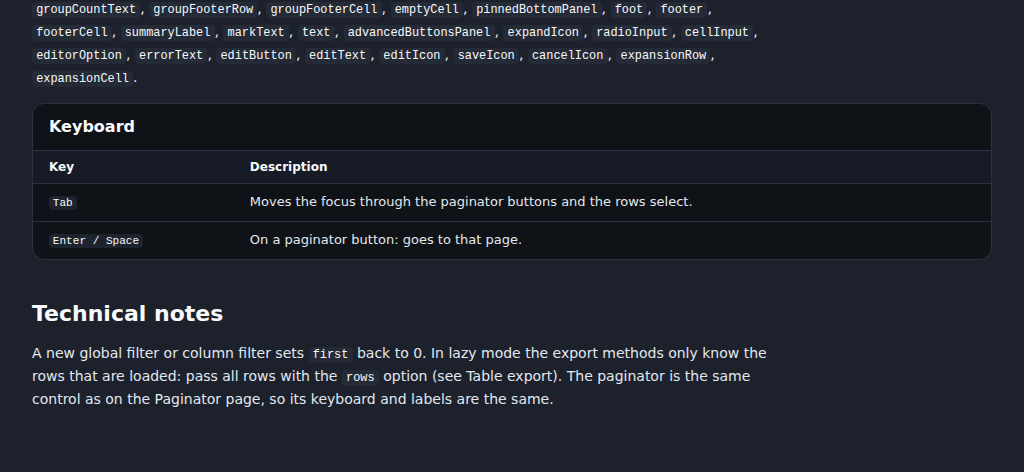 groupCountText, groupFooterRow, groupFooterCell, emptyCell, pinnedBottomPanel, foot, footer,
footerCell, summaryLabel, markText, text, advancedButtonsPanel, expandIcon, radioInput, cellInput,
editorOption, errorText, editButton, editText, editIcon, saveIcon, cancelIcon, expansionRow,
expansionCell.
Keyboard
Key Description
Tab Moves the focus through the paginator buttons and the rows select.
Enter / Space On a paginator button: goes to that page.
Technical notes
A new global filter or column filter sets first back to 0. In lazy mode the export methods only know the
rows that are loaded: pass all rows with the rows option (see Table export). The paginator is the same
control as on the Paginator page, so its keyboard and labels are the same.